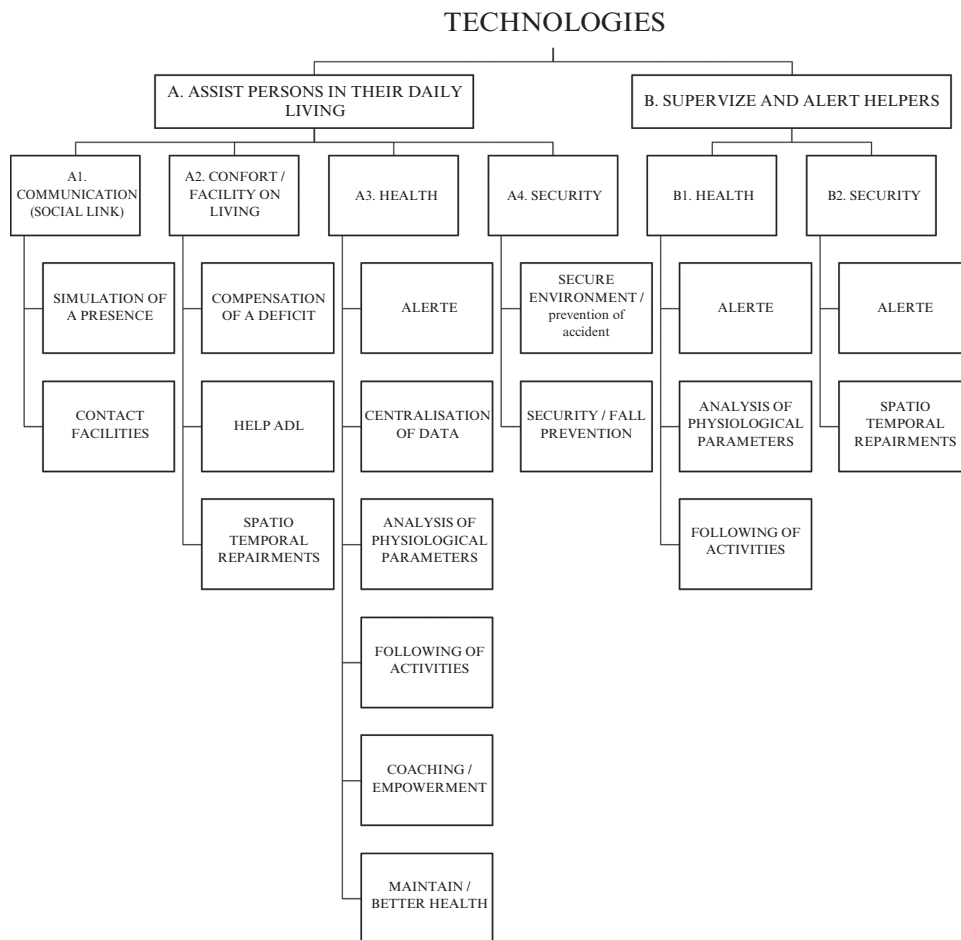 TECHNOLOGIES
A. ASSIST PERSONS IN THEIR DAILY
LIVING
B. SUPERVIZE AND ALERT HELPERS
A1.
COMMUNICATION
(SOCIAL LINK)
A2. CONFORT /
FACILITY ON
LIVING
A3. HEALTH
A4. SECURITY
B1. HEALTH
B2. SECURITY
SIMULATION OF
A PRESENCE
COMPENSATION
OF A DEFICIT
ALERTE
SECURE
ENVIRONMENT /
prevention of
accident
ALERTE
ALERTE
CONTACT
FACILITIES
HELP ADL
CENTRALISATION
OF DATA
SECURITY / FALL
PREVENTION
ANALYSIS OF
PHYSIOLOGICAL
PARAMETERS
SPATIO
TEMPORAL
REPAIRMENTS
SPATIO
TEMPORAL
REPAIRMENTS
ANALYSIS OF
PHYSIOLOGICAL
PARAMETERS
FOLLOWING OF
ACTIVITIES
FOLLOWING OF
ACTIVITIES
COACHING /
EMPOWERMENT
MAINTAIN /
BETTER HEALTH